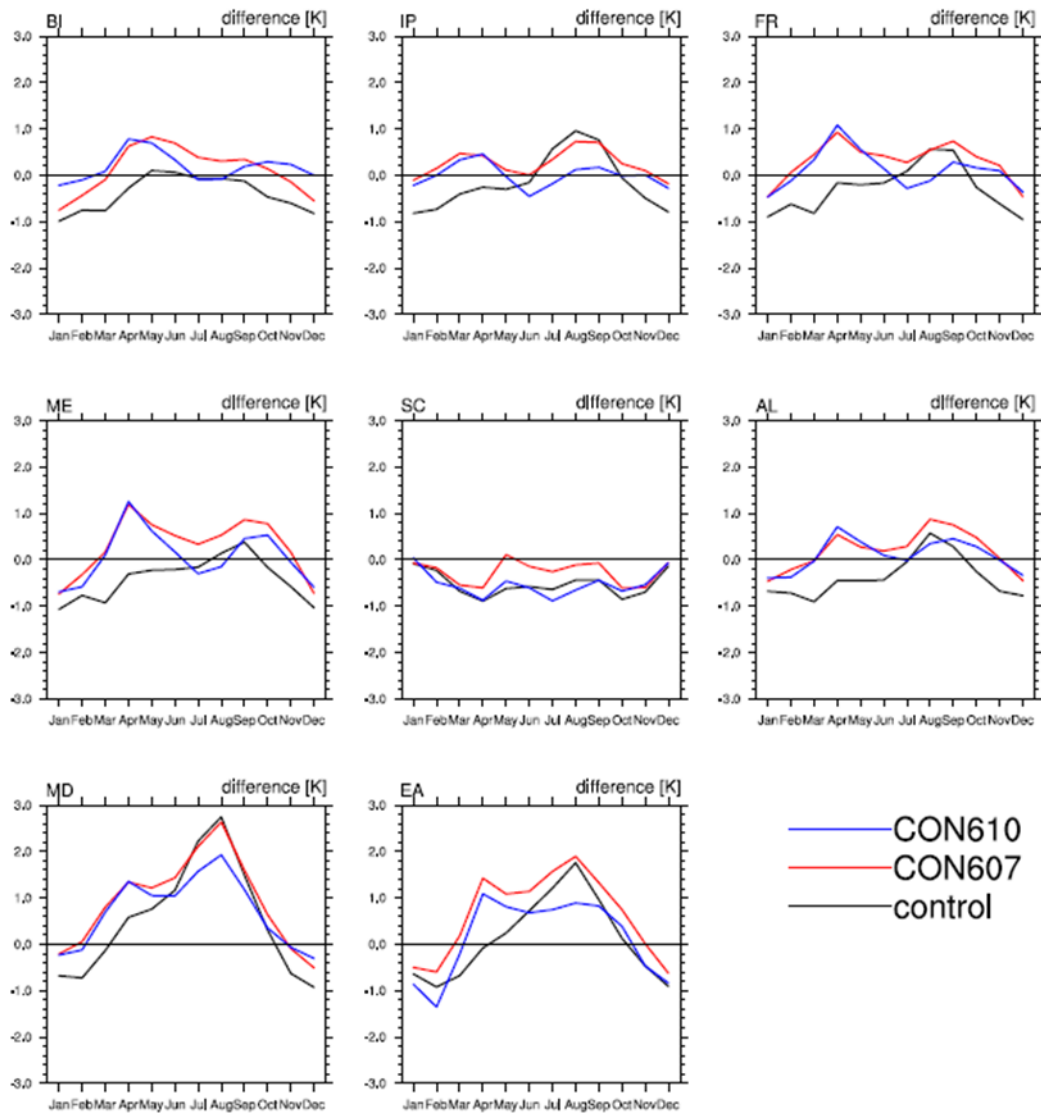 BI difference [K] IP difference [K] FR difference [K]
3.0 3.0 3.0
2.0 2.0 2.0
1.0 1.0 1.0
0.0 0.0 0.0
-1.0 -1.0 -1.0
-2.0 -2.0 -2.0
-3.0 -3.0 -3.0
Jan Feb Mar Apr May Jun Jul Aug Sep Oct Nov Dec Jan Feb Mar Apr May Jun Jul Aug Sep Oct Nov Dec Jan Feb Mar Apr May Jun Jul Aug Sep Oct Nov Dec
ME difference [K] SC difference [K] AL difference [K]
3.0 3.0 3.0
2.0 2.0 2.0
1.0 1.0 1.0
0.0 0.0 0.0
-1.0 -1.0 -1.0
-2.0 -2.0 -2.0
-3.0 -3.0 -3.0
Jan Feb Mar Apr May Jun Jul Aug Sep Oct Nov Dec Jan Feb Mar Apr May Jun Jul Aug Sep Oct Nov Dec Jan Feb Mar Apr May Jun Jul Aug Sep Oct Nov Dec
MD difference [K] EA difference [K]
3.0 3.0
2.0 2.0
1.0 1.0
0.0 0.0
-1.0 -1.0
-2.0 -2.0
-3.0 -3.0
Jan Feb Mar Apr May Jun Jul Aug Sep Oct Nov Dec Jan Feb Mar Apr May Jun Jul Aug Sep Oct Nov Dec
CON610
CON607
control